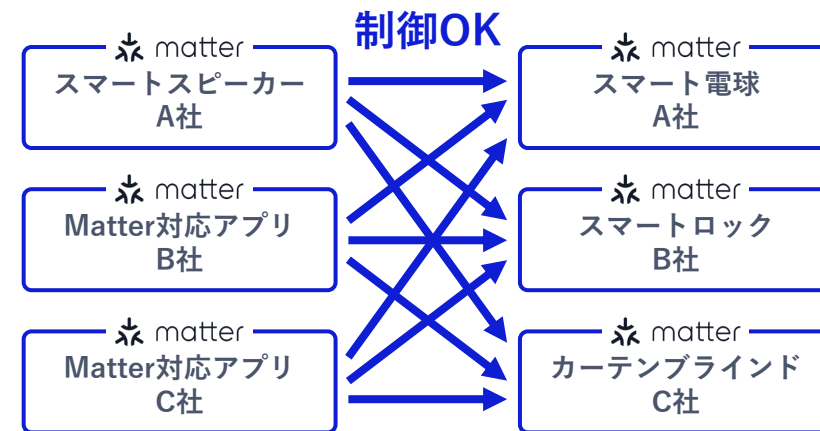 制御OK
matter
スマートスピーカー
A社
matter
スマート電球
A社
matter
Matter対応アプリ
B社
matter
スマートロック
B社
matter
Matter対応アプリ
C社
matter
カーテンブラインド
C社